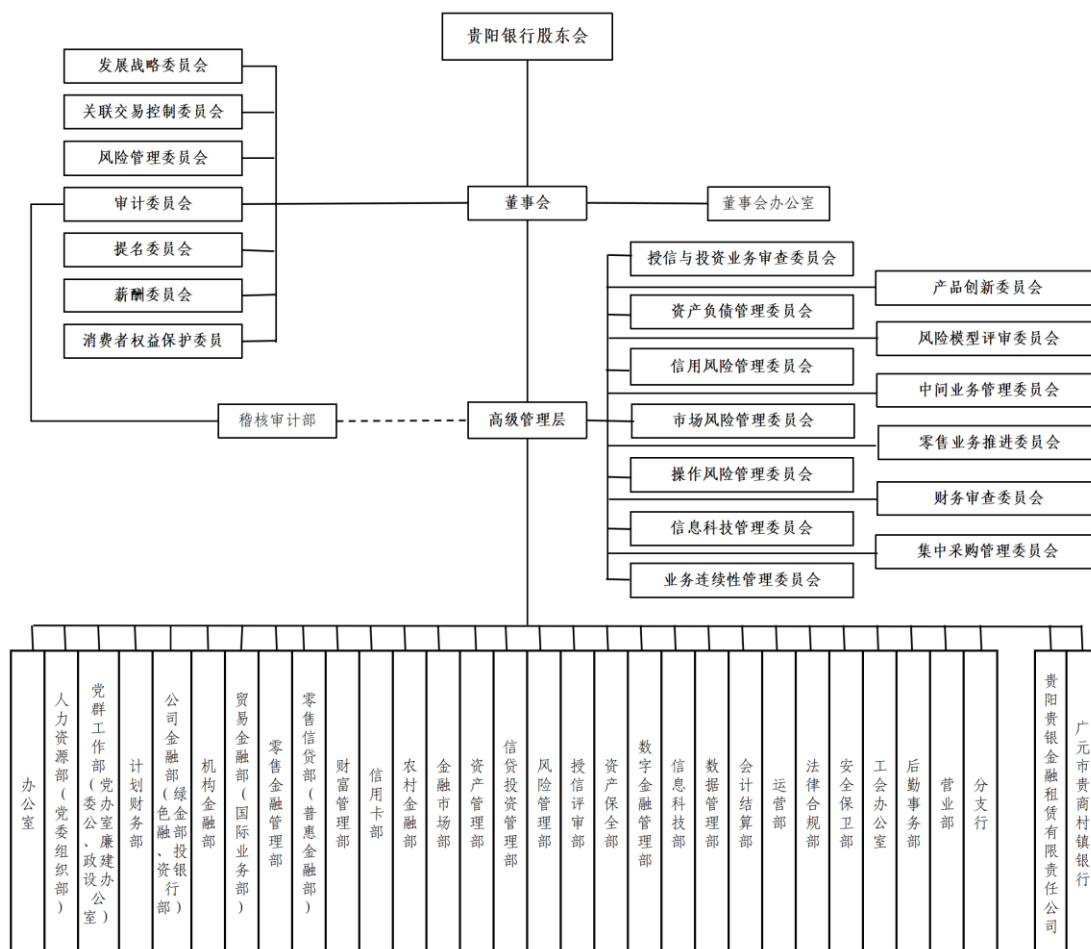 贵阳银行股东会
发展战略委员会
关联交易控制委员会
风险管理委员会
审计委员会
提名委员会
薪酬委员会
消费者权益保护委员
董事会
董事会办公室
稽核审计部
高级管理层
授信与投资业务审查委员会
产品创新委员会
资产负债管理委员会
风险模型评审委员会
信用风险管理委员会
中间业务管理委员会
市场风险管理委员会
零售业务推进委员会
操作风险管理委员会
财务审查委员会
信息科技管理委员会
集中采购管理委员会
业务连续性管理委员会
办公室
人力资源部(党委组织部)
党群工作部(党委办公室、党廉政建设办公室)
计划财务部
公司金融部(绿色金融部、投资银行部)
机构金融部
贸易金融部(国际业务部)
零售金融管理部
零售信贷部(普惠金融部)
财富管理部
信用卡部
农村金融部
金融市场部
资产管理部
信贷投资管理部
风险管理部
授信评审部
资产保全部
数字金融管理部
信息科技部
数据管理部
会计结算部
运营部
法律合规部
安全保卫部
工会办公室
后勤事务部
营业部
分支行
贵阳贵银金融租赁有限责任公司
广元市贵商村镇银行